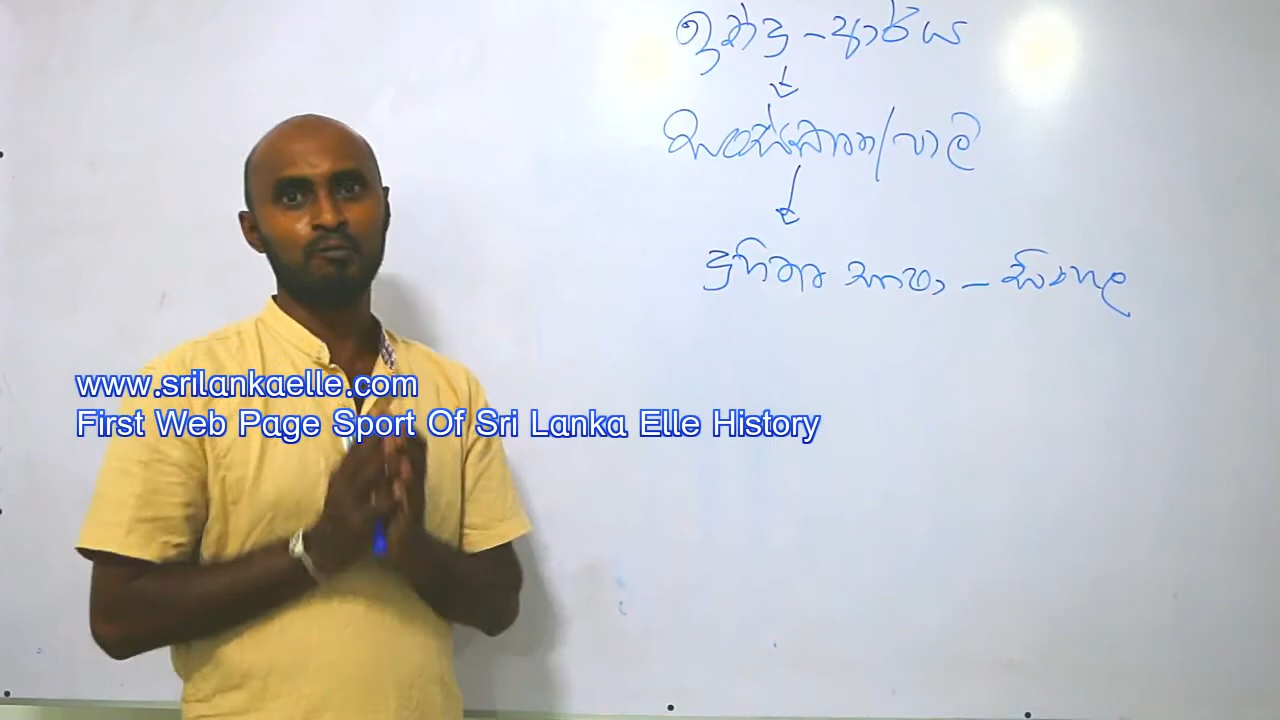 ඉන්දු - ආර්ය
සංස්කෘත/පාලි
දුහිතෘ භාෂා - සිංහල
www.srilankaelle.com
First Web Page Sport Of Sri Lanka Elle History